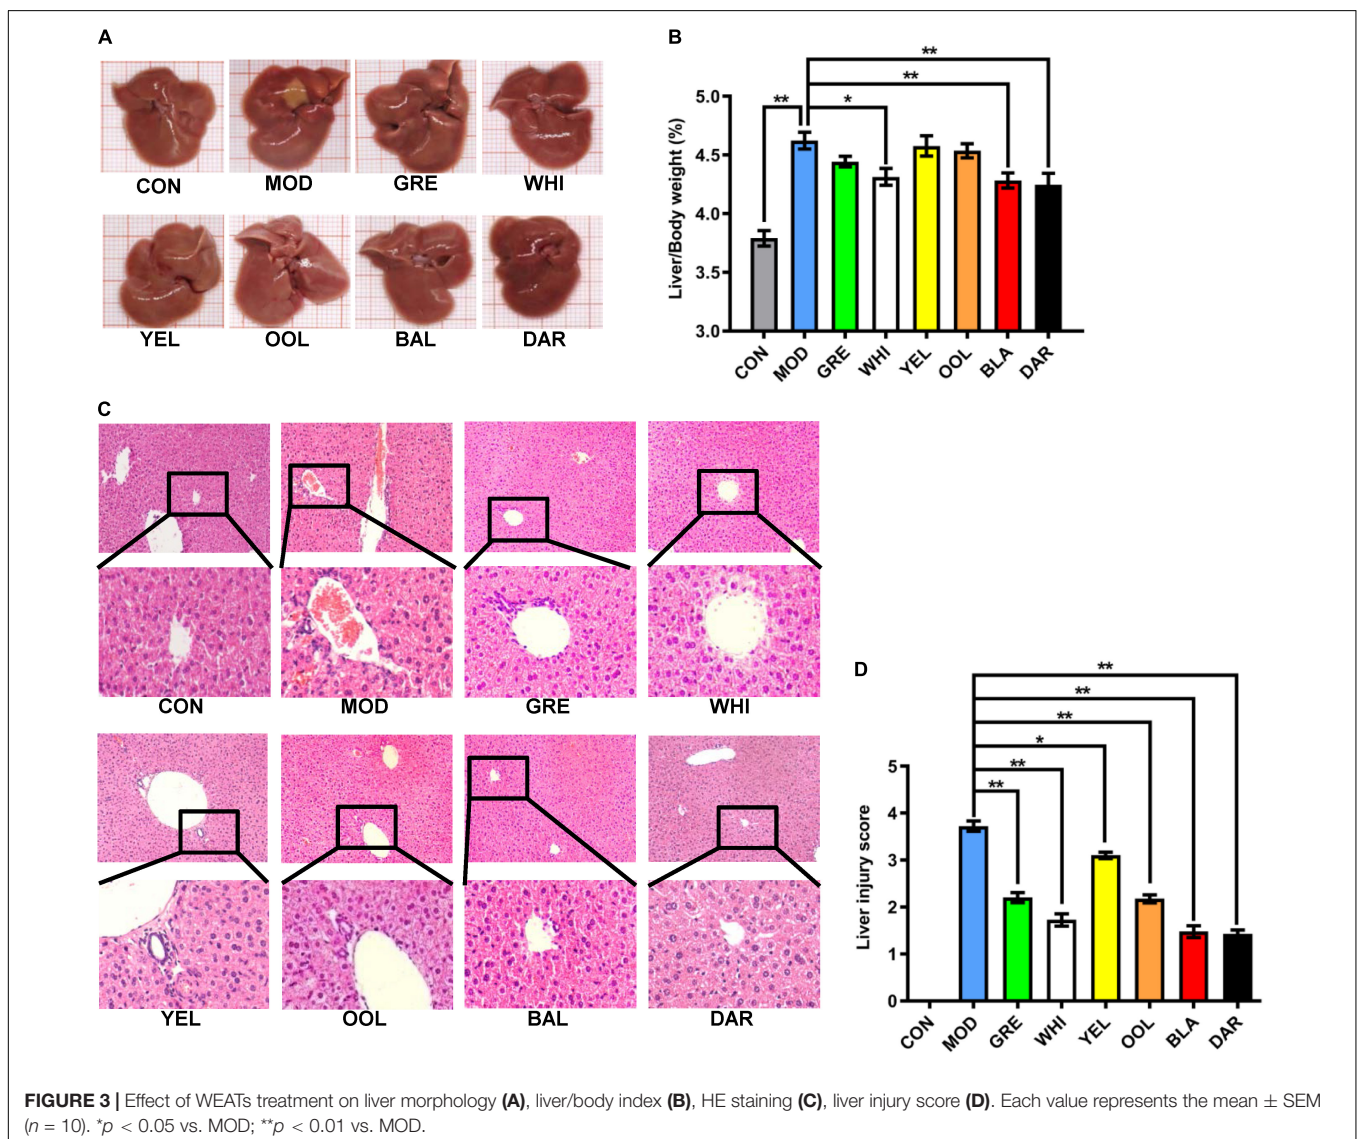 A
CON
MOD
GRE
WHI
YEL
OOL
BAL
DAR
B
**
**
**
*
Liver/Body weight (%)
5.0
4.5
4.0
3.5
3.0
CON
MOD
GRE
WHI
YEL
OOL
BLA
DAR
C
CON
MOD
GRE
WHI
YEL
OOL
BAL
DAR
D
**
**
**
*
**
**
Liver injury score
5
4
3
2
1
0
CON
MOD
GRE
WHI
YEL
OOL
BLA
DAR
FIGURE 3 | Effect of WEATs treatment on liver morphology (A), liver/body index (B), HE staining (C), liver injury score (D). Each value represents the mean ± SEM
(n = 10). *p < 0.05 vs. MOD; **p < 0.01 vs. MOD.